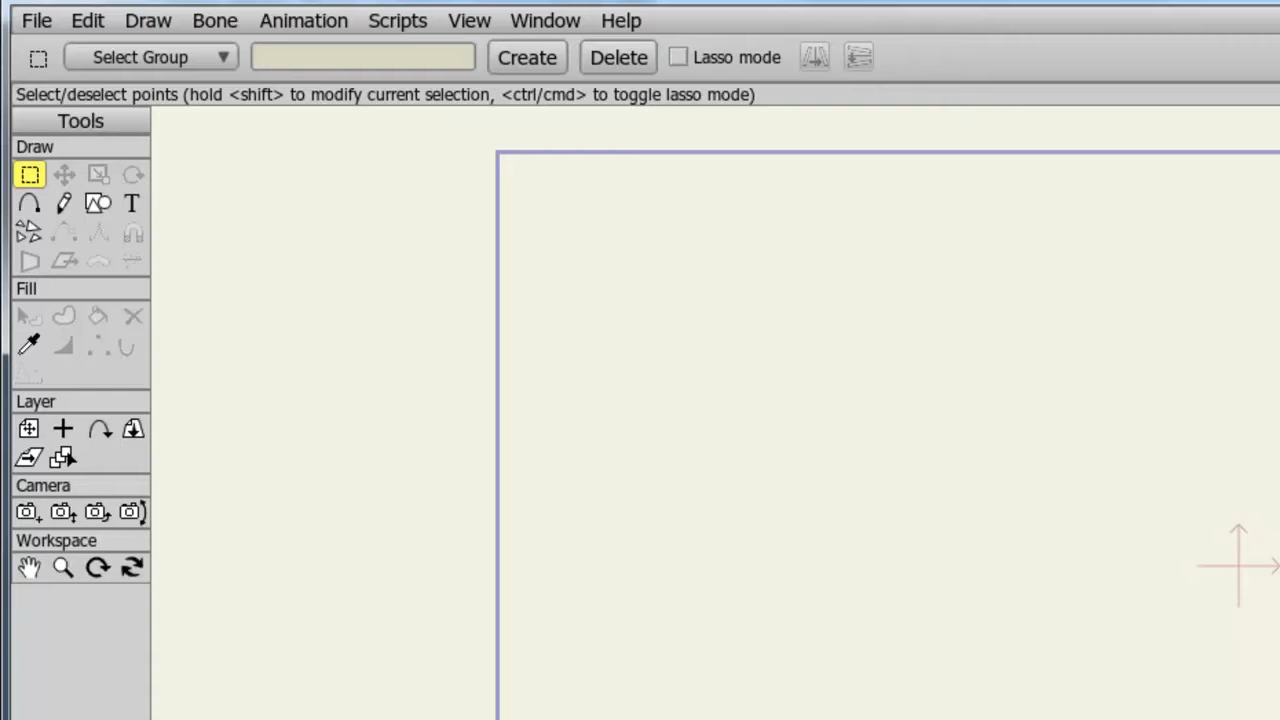 File Edit Draw Bone Animation Scripts View Window Help
Select Group Create Delete Lasso mode
Select/deselect points (hold <shift> to modify current selection, <ctrl/cmd> to toggle lasso mode)
Tools
Draw
T
Fill
Layer
Camera
Workspace